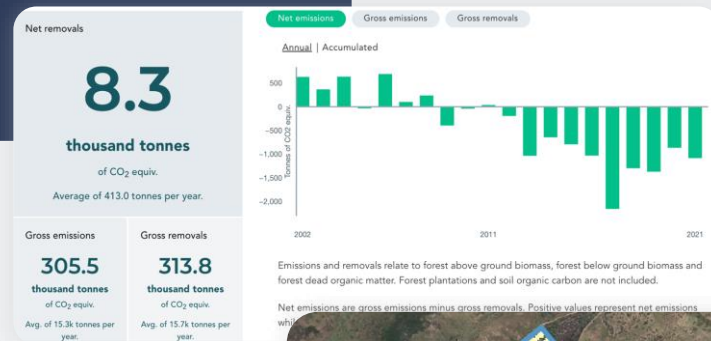 Net removals
8.3
thousand tonnes
of CO₂ equiv.
Average of 413.0 tonnes per year.
Gross emissions
305.5
thousand tonnes
of CO₂ equiv.
Avg. of 15.3k tonnes per
year.
Gross removals
313.8
thousand tonnes
of CO₂ equiv.
Avg. of 15.7k tonnes per
year.
Net emissions
Gross emissions
Gross removals
Annual | Accumulated
Tonnes of CO2 equiv.
500
0
−500
−1,000
−1,500
−2,000
2002
2011
2021
Emissions and removals relate to forest above ground biomass, forest below ground biomass and
forest dead organic matter. Forest plantations and soil organic carbon are not included.
Net emissions are gross emissions minus gross removals. Positive values represent net emissions